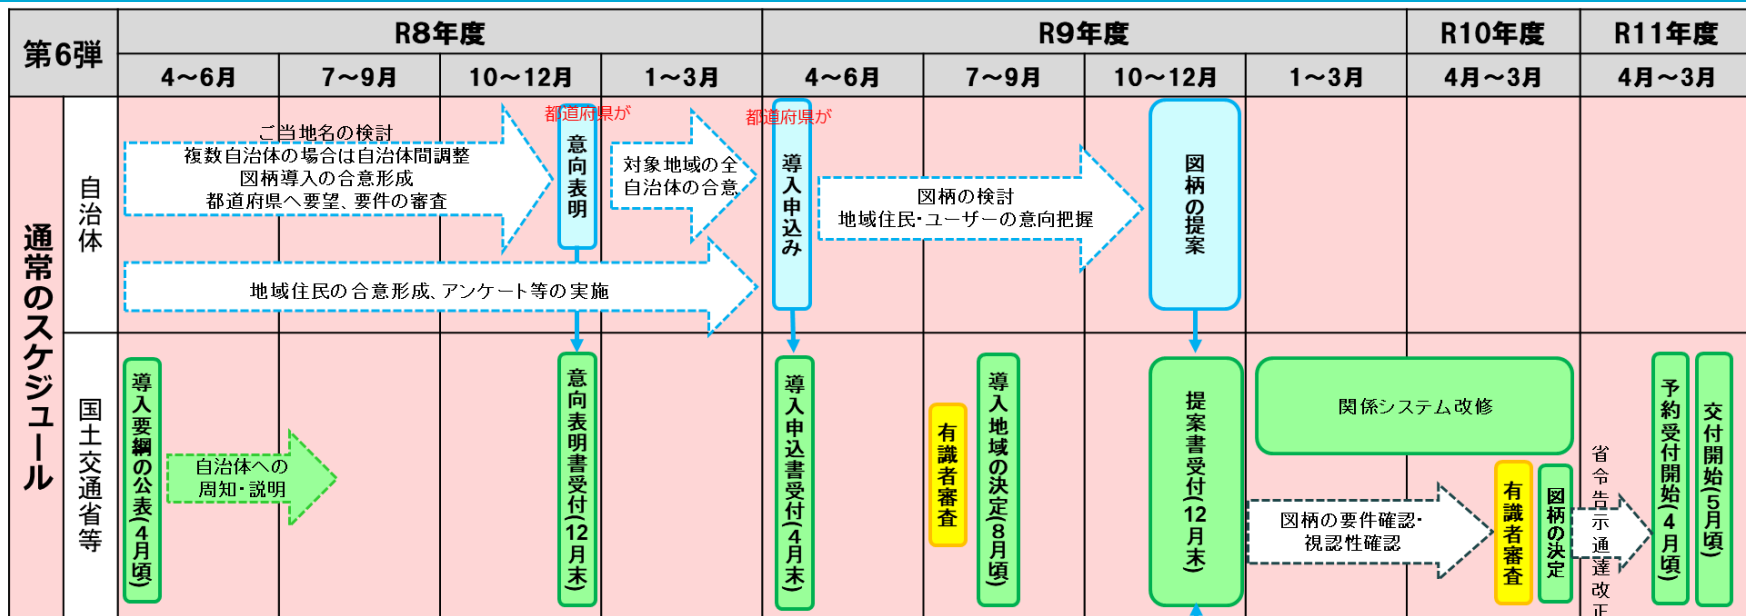 第6弾
R8年度
R9年度
R10年度
R11年度
4～6月
7～9月
10～12月
1～3月
4～6月
7～9月
10～12月
1～3月
4月～3月
4月～3月
通常のスケジュール
自治体
ご当地名の検討
複数自治体の場合は自治体間調整
図柄導入の合意形成
都道府県へ要望、要件の審査
都道府県が
意向表明
対象地域の全
自治体の合意
都道府県が
導入申込み
図柄の検討
地域住民・ユーザーの意向把握
図柄の提案
地域住民の合意形成、アンケート等の実施
国土交通省等
導入要綱の公表(4月頃)
自治体への
周知・説明
意向表明書受付(12月末)
導入申込書受付(4月末)
有識者審査
導入地域の決定(8月頃)
提案書受付(12月末)
関係システム改修
図柄の要件確認・
視認性確認
有識者審査
図柄の決定
省令告示通達改正
予約受付開始(4月頃)
交付開始(5月頃)